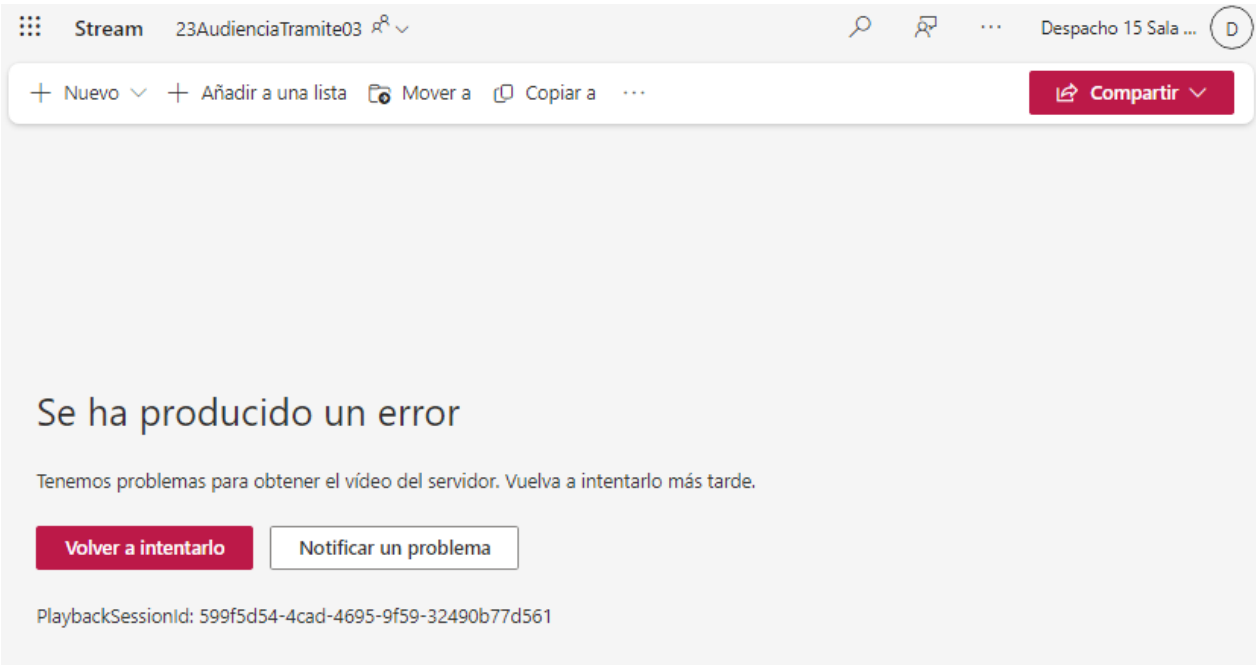 Stream 23AudienciaTramite03 ... Despacho 15 Sala ... D
Nuevo Añadir a una lista Mover a Copiar a ... Compartir
Se ha producido un error
Tenemos problemas para obtener el vídeo del servidor. Vuelva a intentarlo más tarde.
Volver a intentarlo Notificar un problema
PlaybackSessionId: 599f5d54-4cad-4695-9f59-32490b77d561